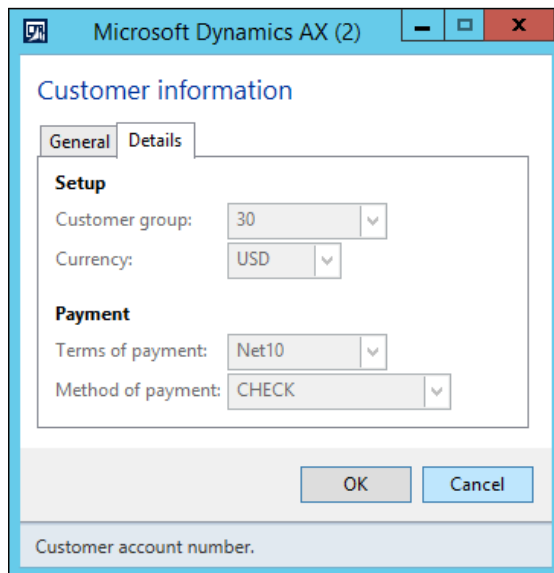 Microsoft Dynamics AX (2)
Customer information
General Details
Setup
Customer group: 30
Currency: USD
Payment
Terms of payment: Net10
Method of payment: CHECK
OK Cancel
Customer account number.